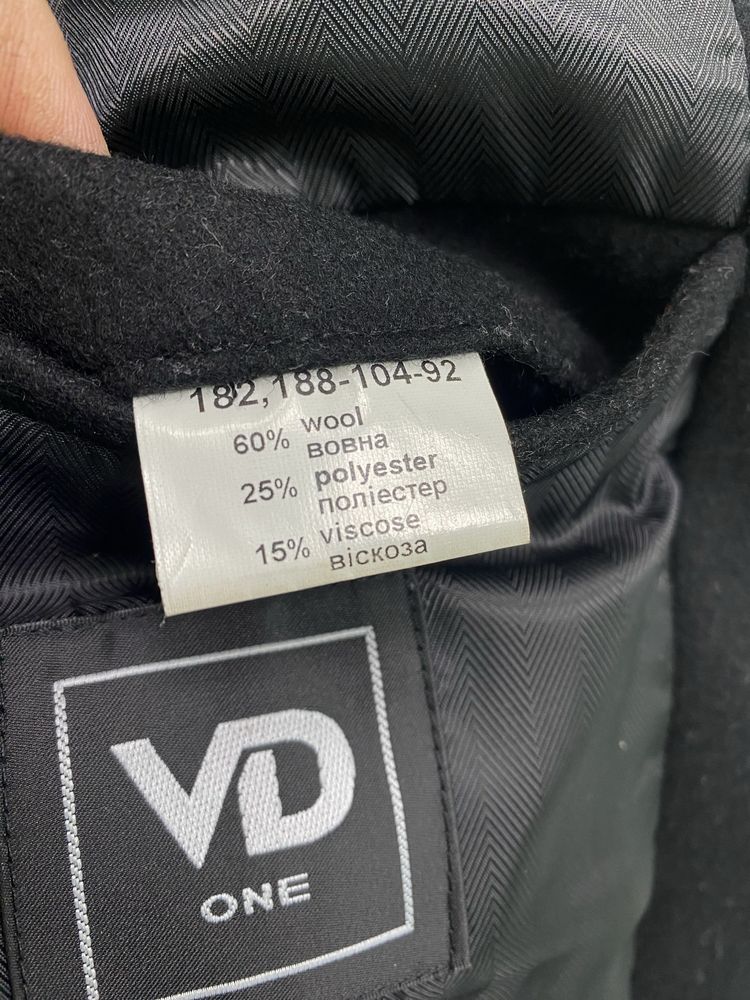 182,188-104-92
60% wool
вовна
25% polyester
поліестер
15% viscose
віскоза
VD
ONE